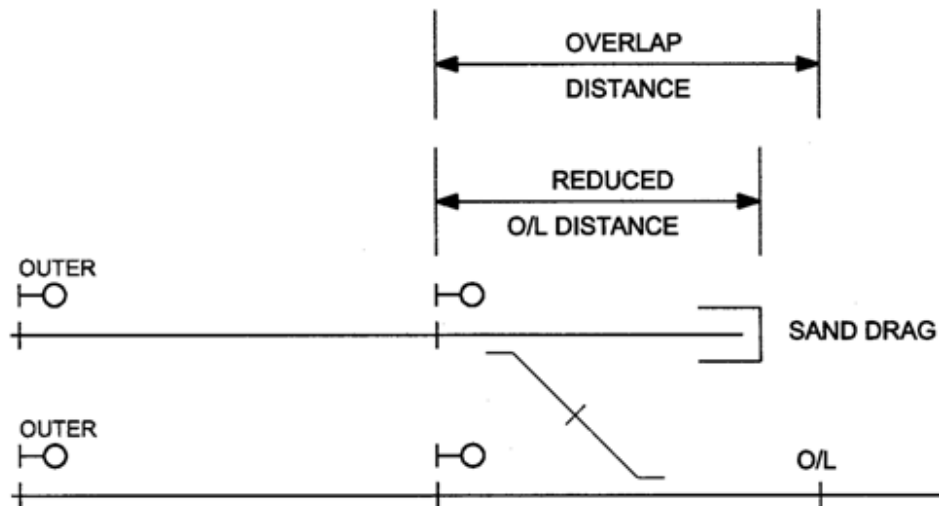 OVERLAP
DISTANCE
REDUCED
O/L DISTANCE
OUTER
SAND DRAG
OUTER
O/L